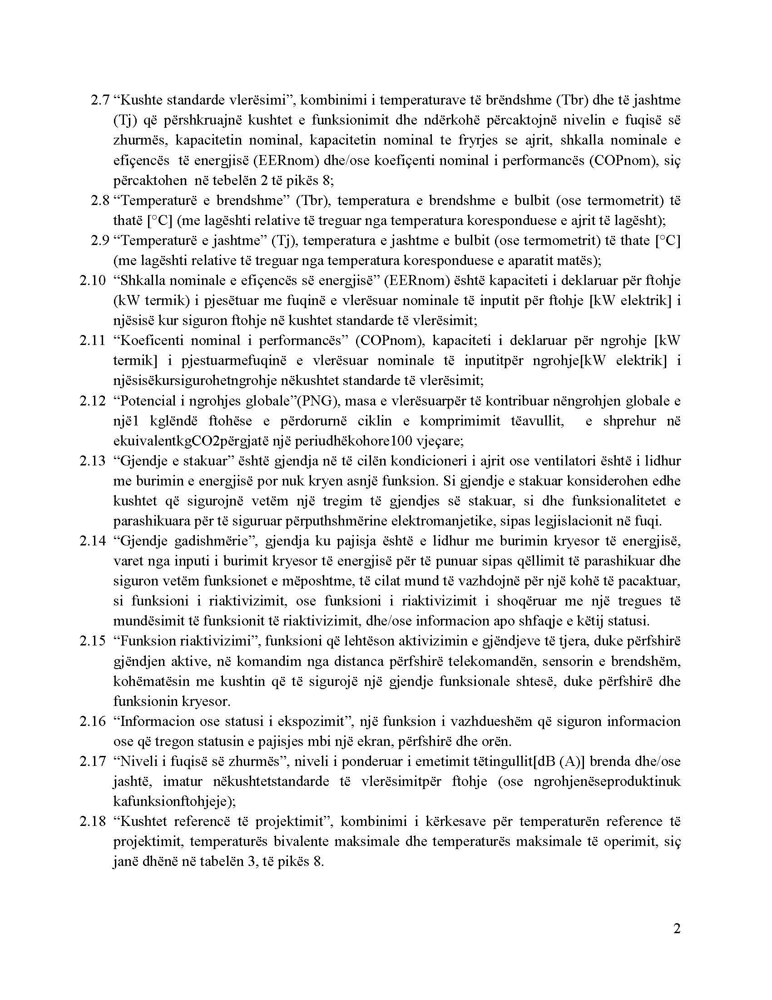 2.7 “Kushte standarde vlerësimi”, kombinimi i temperaturave të brëndshme (Tbr) dhe të jashtme
(Tj) që përshkruajnë kushtet e funksionimit dhe ndërkohë përcaktojnë nivelin e fuqisë së
zhurmës, kapacitetin nominal, kapacitetin nominal te fryrjes se ajrit, shkalla nominale e
efiçencës të energjisë (EERnom) dhe/ose koefiçenti nominal i performancës (COPnom), siç
përcaktohen në tebelën 2 të pikës 8;
2.8 “Temperaturë e brendshme” (Tbr), temperatura e brendshme e bulbit (ose termometrit) të
thatë [°C] (me lagështi relative të treguar nga temperatura koresponduese e ajrit të lagësht);
2.9 “Temperaturë e jashtme” (Tj), temperatura e jashtme e bulbit (ose termometrit) të thate [°C]
(me lagështi relative të treguar nga temperatura koresponduese e aparatit matës);
2.10 “Shkalla nominale e efiçencës së energjisë” (EERnom) është kapaciteti i deklaruar për ftohje
(kW termik) i pjesëtuar me fuqinë e vlerësuar nominale të inputit për ftohje [kW elektrik] i
njësisë kur siguron ftohje në kushtet standarde të vlerësimit;
2.11 “Koeficenti nominal i performancës” (COPnom), kapaciteti i deklaruar për ngrohje [kW
termik] i pjestuarmefuqinë e vlerësuar nominale të inputitpër ngrohje[kW elektrik] i
njësisëkursigurohetngrohje nëkushtet standarde të vlerësimit;
2.12 “Potencial i ngrohjes globale”(PNG), masa e vlerësuarpër të kontribuar nëngrohjen globale e
një1 kglëndë ftohëse e përdorurnë ciklin e komprimimit tëavullit, e shprehur në
ekuivalentkgCO2përgjatë një periudhëkohore100 vjeçare;
2.13 “Gjendje e stakuar” është gjendja në të cilën kondicioneri i ajrit ose ventilatori është i lidhur
me burimin e energjisë por nuk kryen asnjë funksion. Si gjendje e stakuar konsiderohen edhe
kushtet që sigurojnë vetëm një tregim të gjendjes së stakuar, si dhe funksionalitetet e
parashikuara për të siguruar përputhshmërine elektromanjetike, sipas legjislacionit në fuqi.
2.14 “Gjendje gadishmërie”, gjendja ku pajisja është e lidhur me burimin kryesor të energjisë,
varet nga inputi i burimit kryesor të energjisë për të punuar sipas qëllimit të parashikuar dhe
siguron vetëm funksionet e mëposhtme, të cilat mund të vazhdojnë për një kohë të pacaktuar,
si funksioni i riaktivizimit, ose funksioni i riaktivizimit i shoqëruar me një tregues të
mundësimit të funksionit të riaktivizimit, dhe/ose informacion apo shfaqje e këtij statusi.
2.15 “Funksion riaktivizimi”, funksioni që lehtëson aktivizimin e gjëndjeve të tjera, duke përfshirë
gjëndjen aktive, në komandim nga distanca përfshirë telekomandën, sensorin e brendshëm,
kohëmatësin me kushtin që të sigurojë një gjendje funksionale shtesë, duke përfshirë dhe
funksionin kryesor.
2.16 “Informacion ose statusi i ekspozimit”, një funksion i vazhdueshëm që siguron informacion
ose që tregon statusin e pajisjes mbi një ekran, përfshirë dhe orën.
2.17 “Niveli i fuqisë së zhurmës”, niveli i ponderuar i emetimit tëtingullit[dB (A)] brenda dhe/ose
jashtë, imatur nëkushtetstandarde të vlerësimitpër ftohje (ose ngrohjenëseproduktinuk
kafunksionftohjeje);
2.18 “Kushtet referencë të projektimit”, kombinimi i kërkesave për temperaturën reference të
projektimit, temperaturës bivalente maksimale dhe temperaturës maksimale të operimit, siç
janë dhënë në tabelën 3, të pikës 8.
2